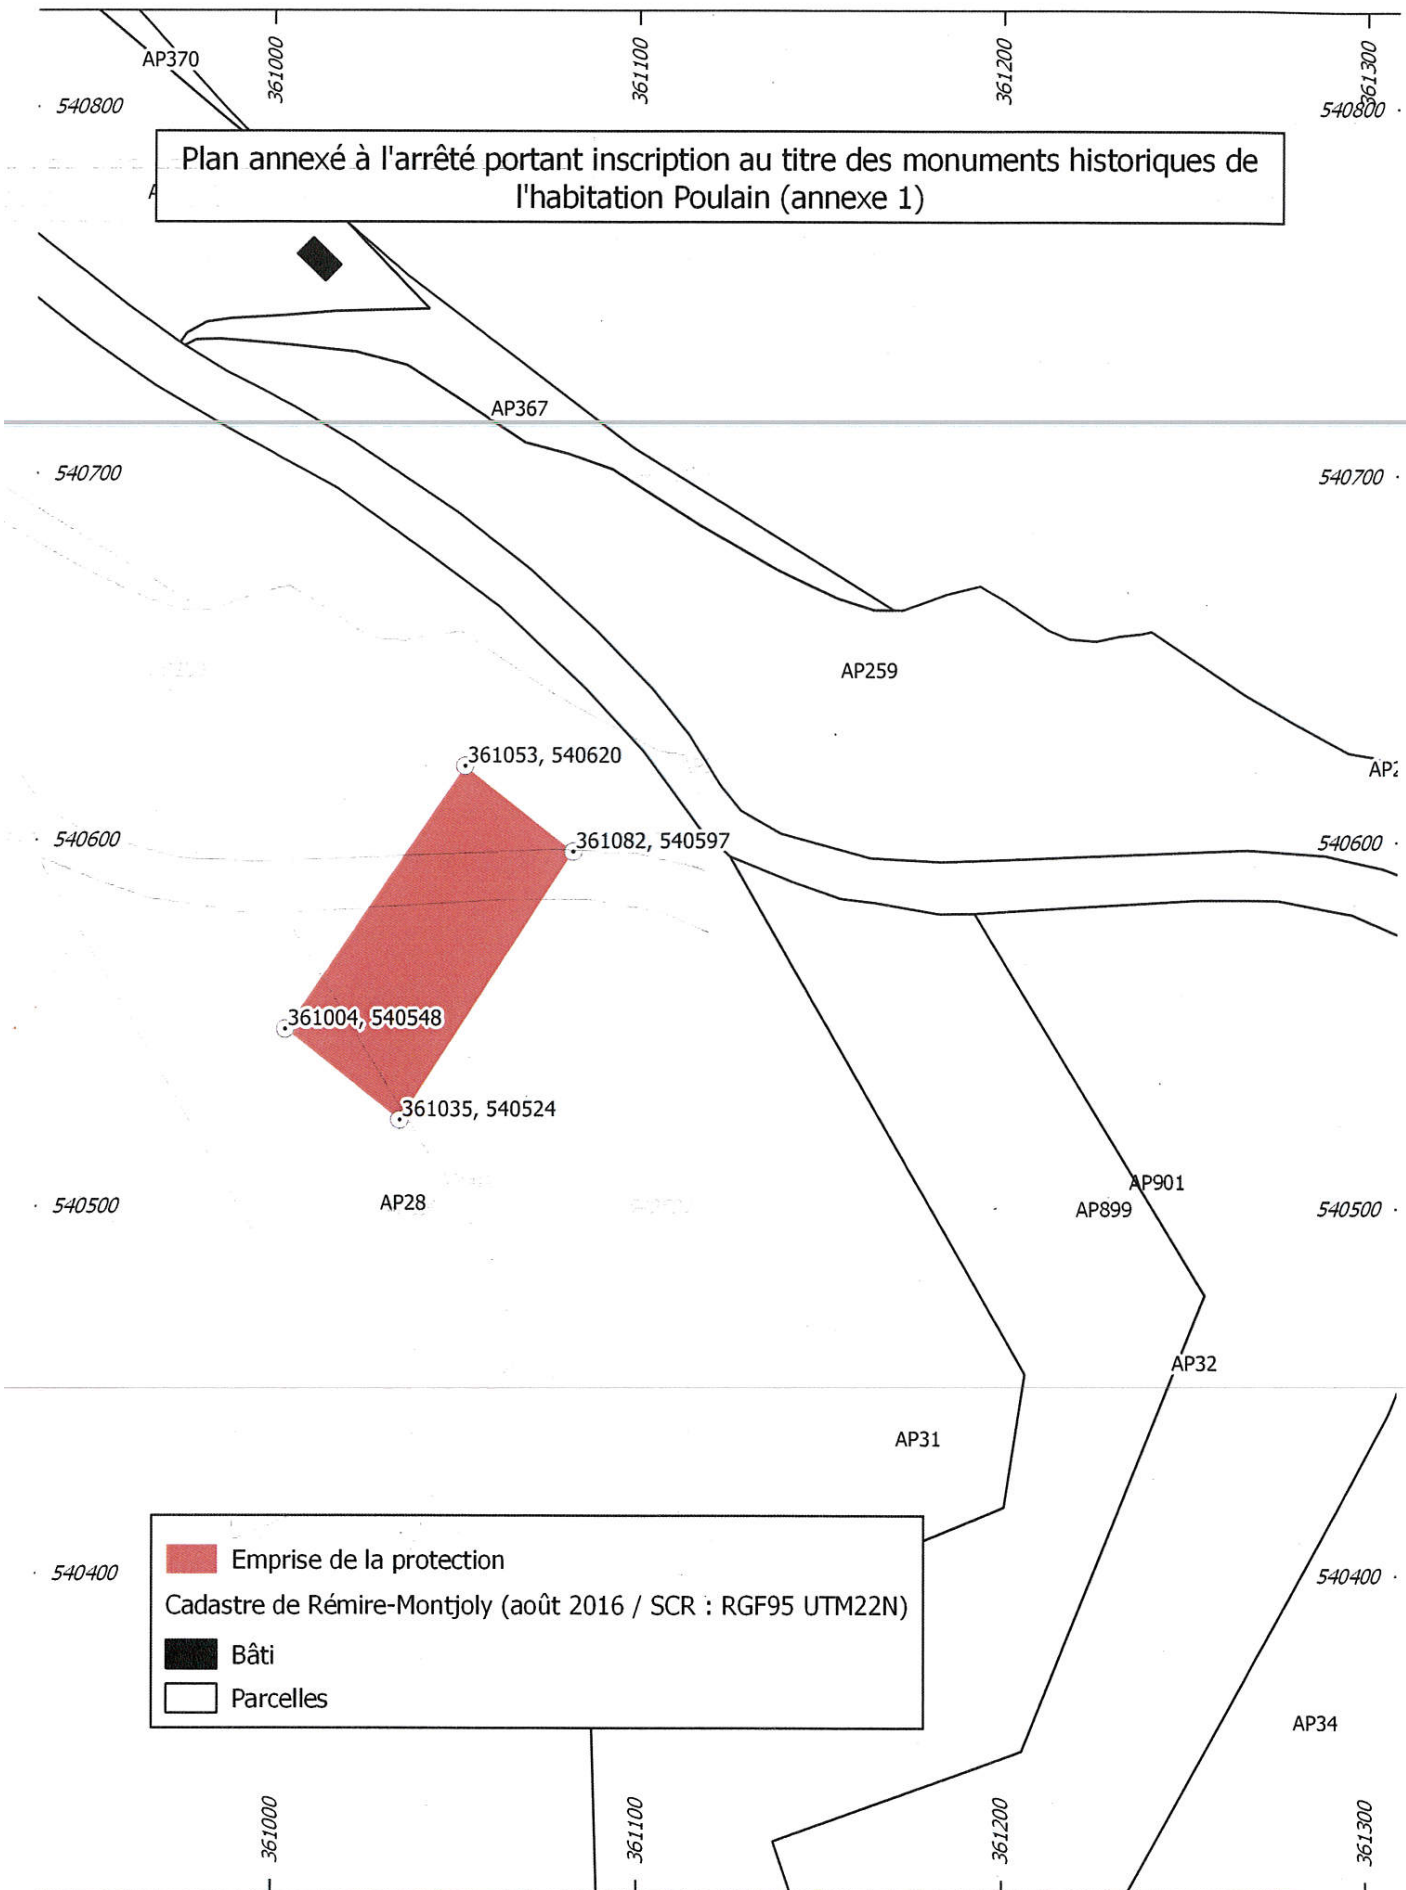 361000
361100
361200
361300
AP370
540800
540800
Plan annexé à l'arrêté portant inscription au titre des monuments historiques de
l'habitation Poulain (annexe 1)
AP367
540700
540700
AP259
361053, 540620
AP2
540600
361082, 540597
540600
361004, 540548
361035, 540524
AP901
540500
AP28
AP899
540500
AP32
AP31
Emprise de la protection
540400
540400
Cadastre de Rémire-Montjoly (août 2016 / SCR : RGF95 UTM22N)
Bâti
Parcelles
AP34
361000
361100
361200
361300